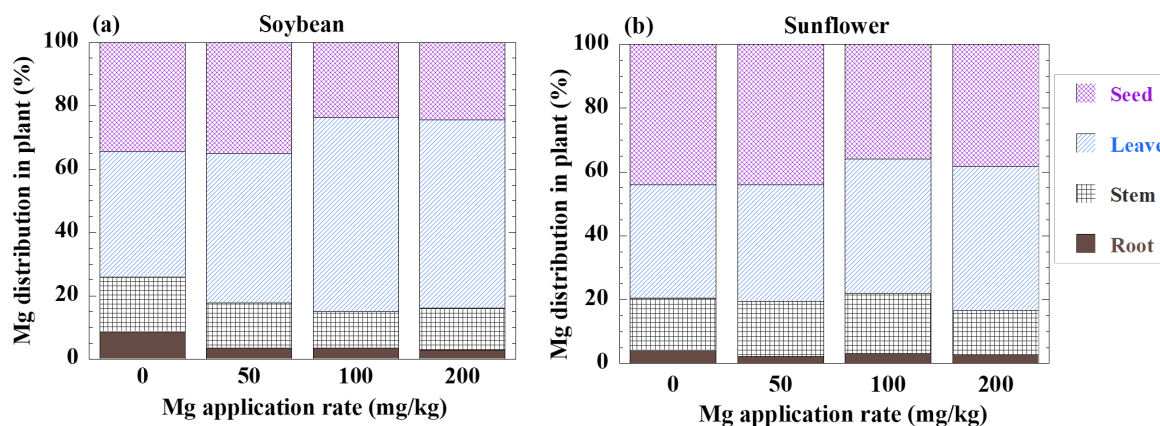 (a)
Soybean
100
80
60
40
20
0
Mg distribution in plant (%)
0 50 100 200
Mg application rate (mg/kg)
(b)
Sunflower
100
80
60
40
20
0
Mg distribution in plant (%)
0 50 100 200
Mg application rate (mg/kg)
Seed
Leave
Stem
Root